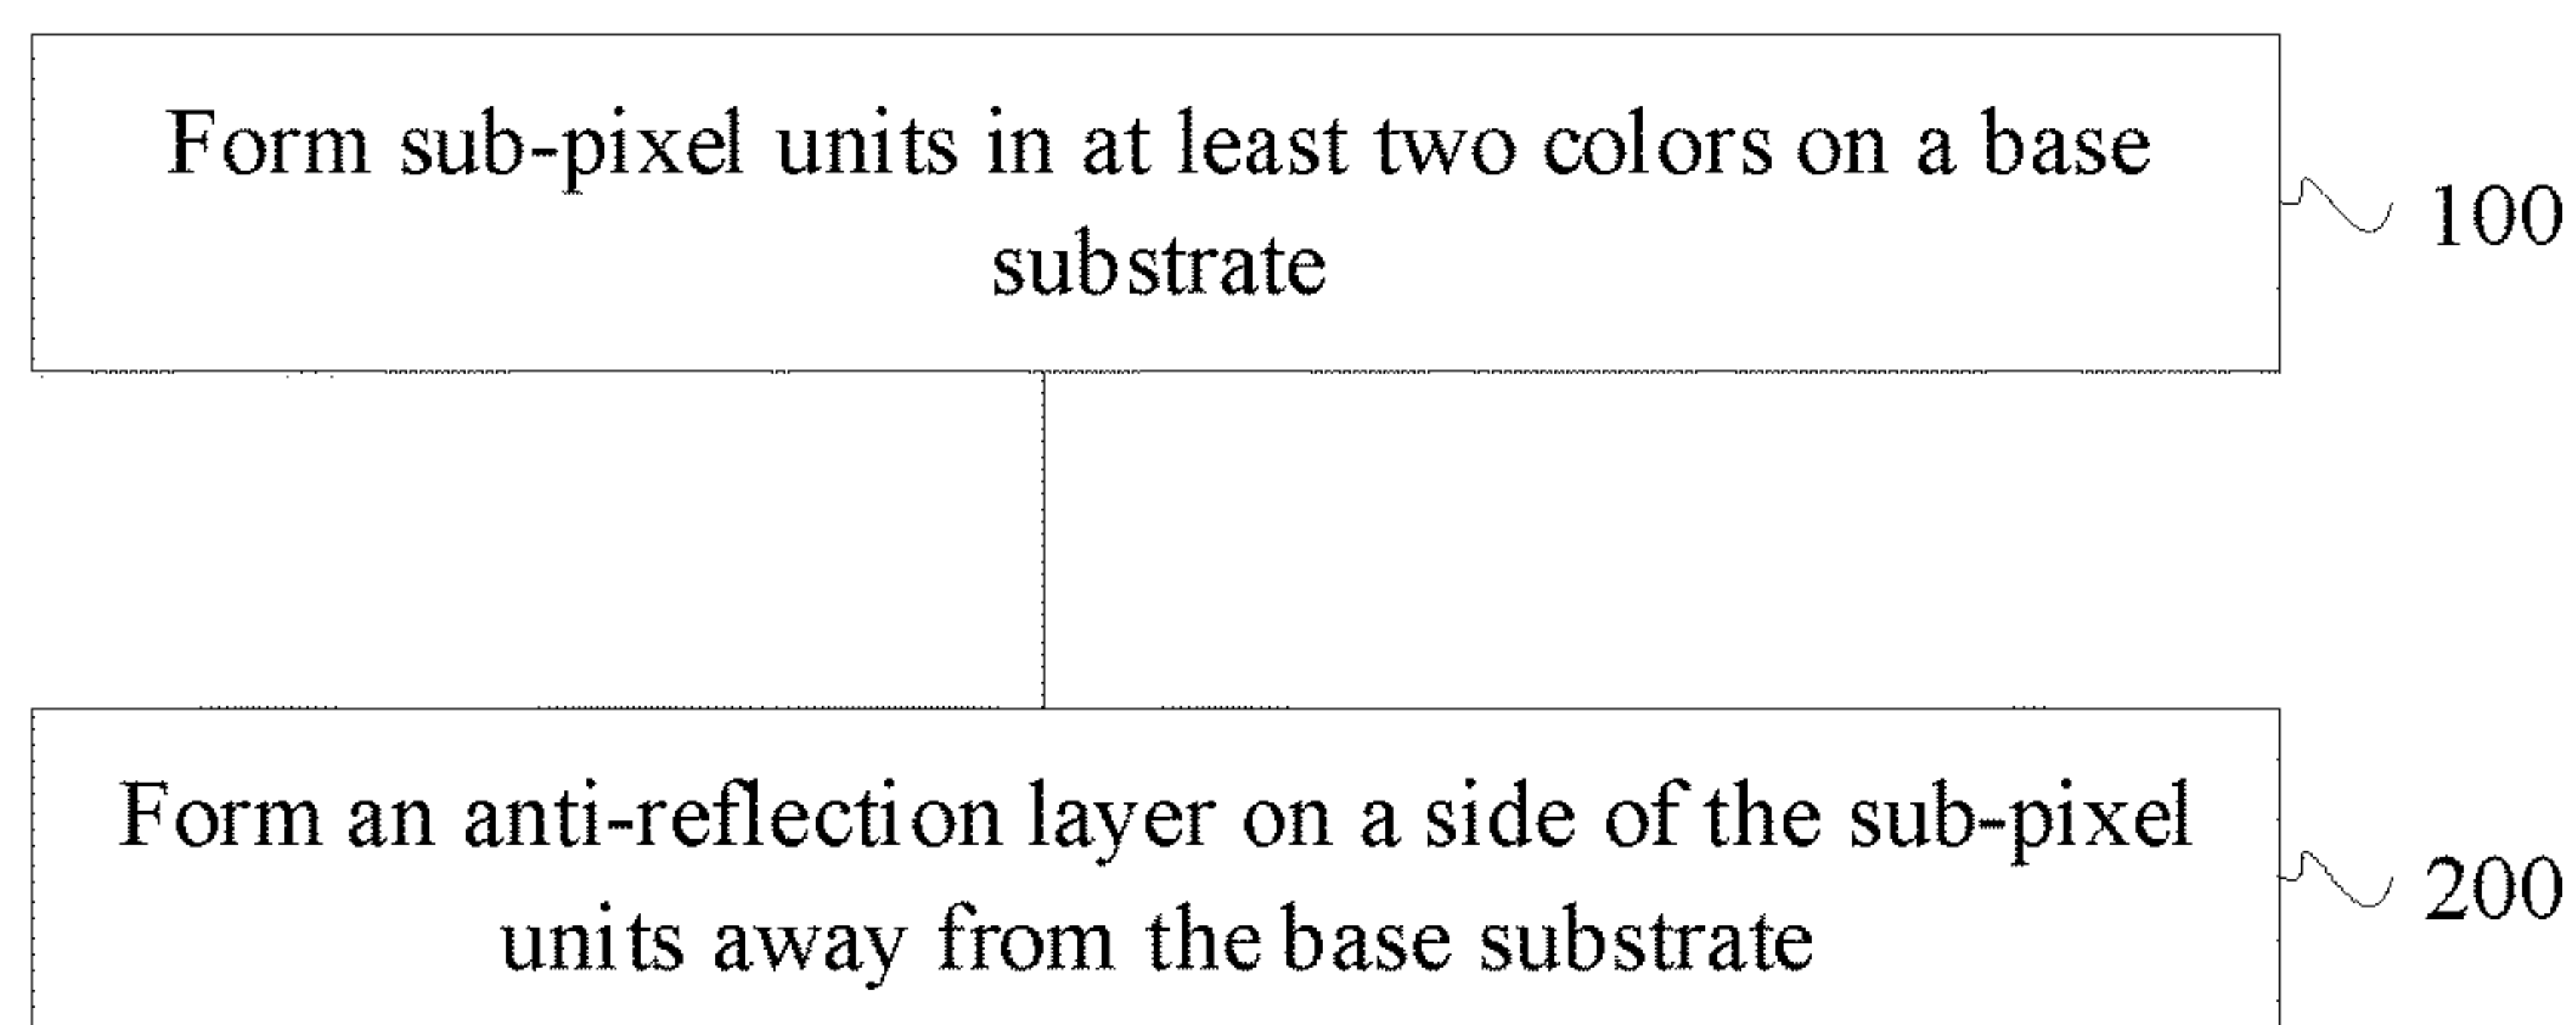 Form sub-pixel units in at least two colors on a base
substrate
100
Form an anti-reflection layer on a side of the sub-pixel
units away from the base substrate
200